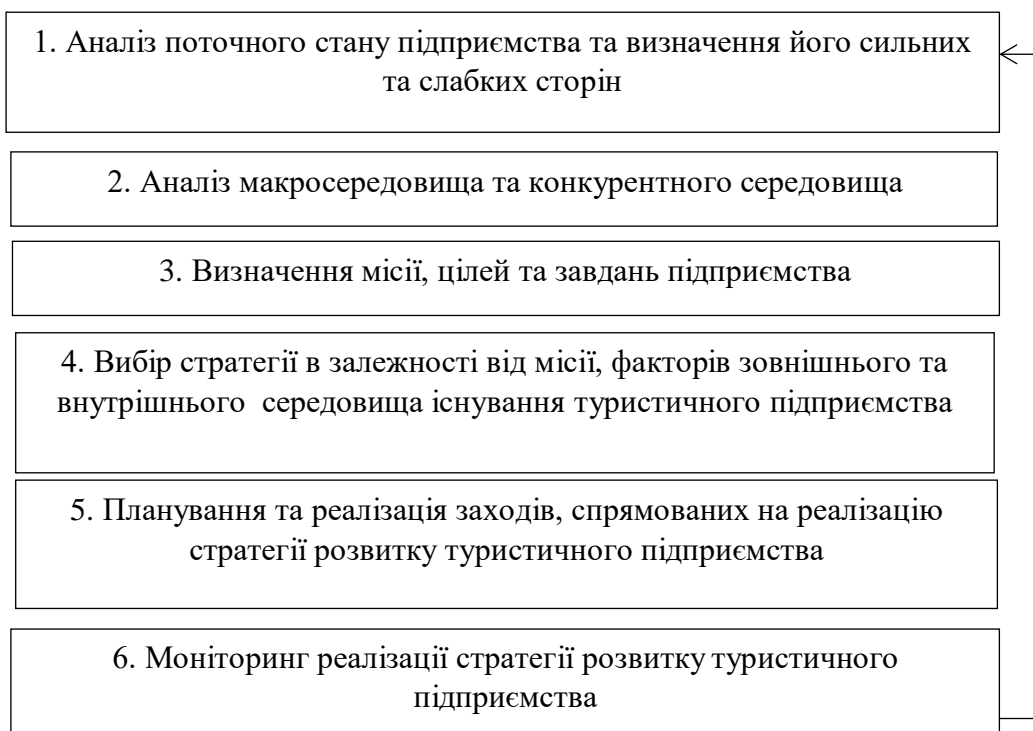 1. Аналіз поточного стану підприємства та визначення його сильних
та слабких сторін
2. Аналіз макросередовища та конкурентного середовища
3. Визначення місії, цілей та завдань підприємства
4. Вибір стратегії в залежності від місії, факторів зовнішнього та
внутрішнього середовища існування туристичного підприємства
5. Планування та реалізація заходів, спрямованих на реалізацію
стратегії розвитку туристичного підприємства
6. Моніторинг реалізації стратегії розвитку туристичного
підприємства